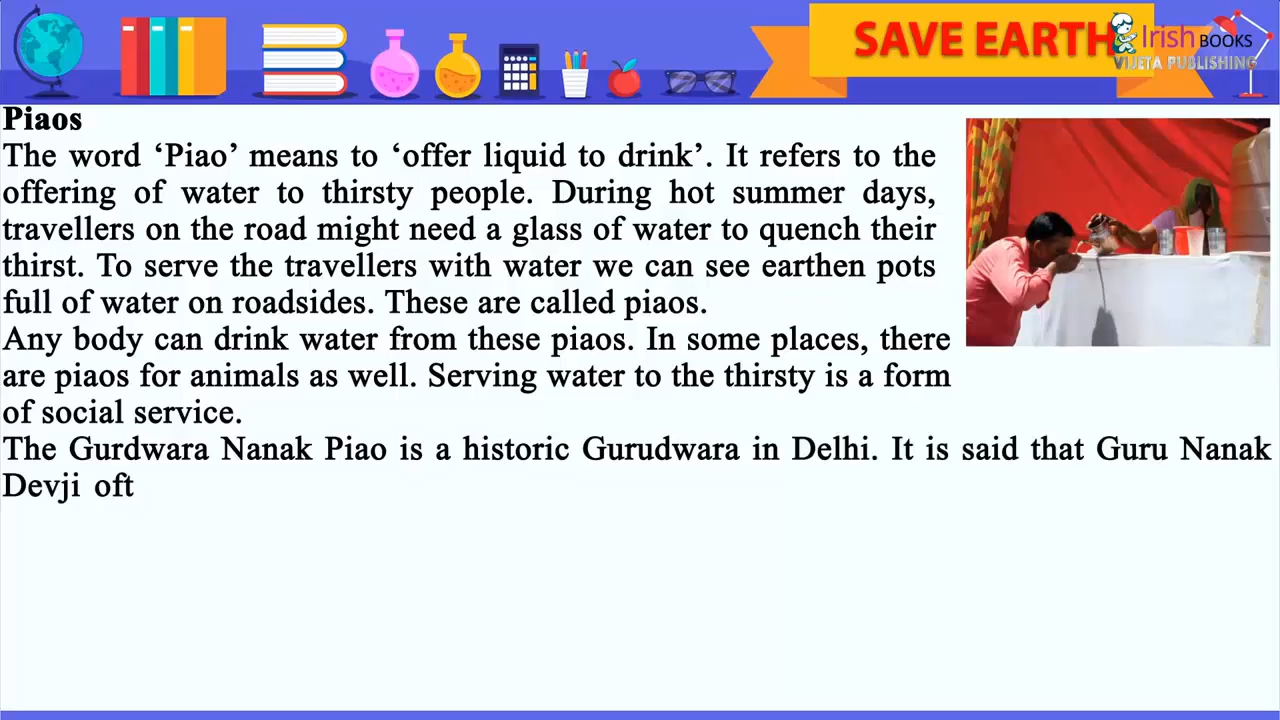 SAVE EARTH
Irish BOOKS
VIJETA PUBLISHING
Piaos
The word ‘Piao’ means to ‘offer liquid to drink’. It refers to the
offering of water to thirsty people. During hot summer days,
travellers on the road might need a glass of water to quench their
thirst. To serve the travellers with water we can see earthen pots
full of water on roadsides. These are called piaos.
Any body can drink water from these piaos. In some places, there
are piaos for animals as well. Serving water to the thirsty is a form
of social service.
The Gurdwara Nanak Piao is a historic Gurudwara in Delhi. It is said that Guru Nanak
Devji oft